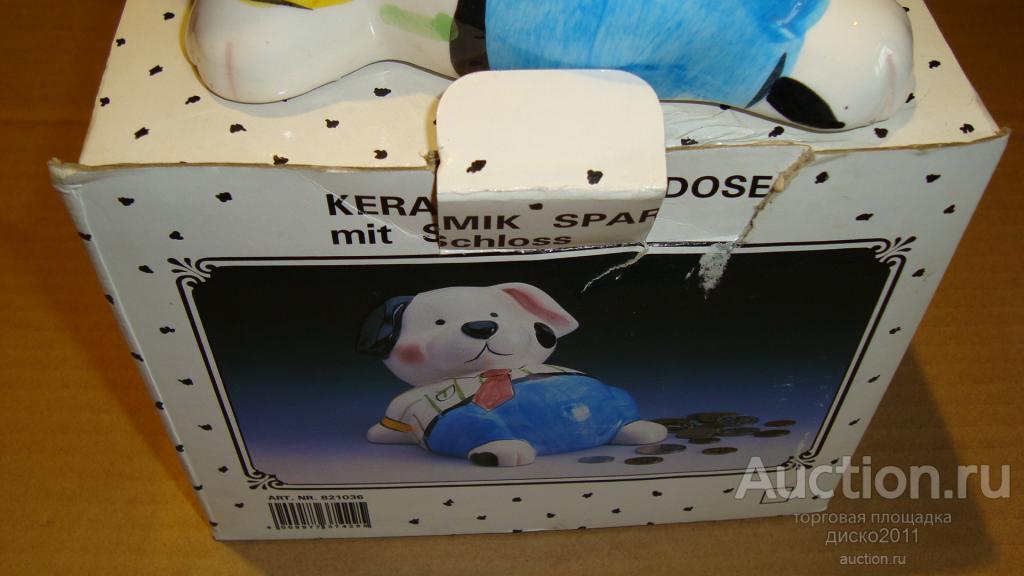 KERAMIK SPAR DOSE
mit Schloss
ART. NR. 821036
Auction.ru
торговая площадка
диско2011
auction.ru